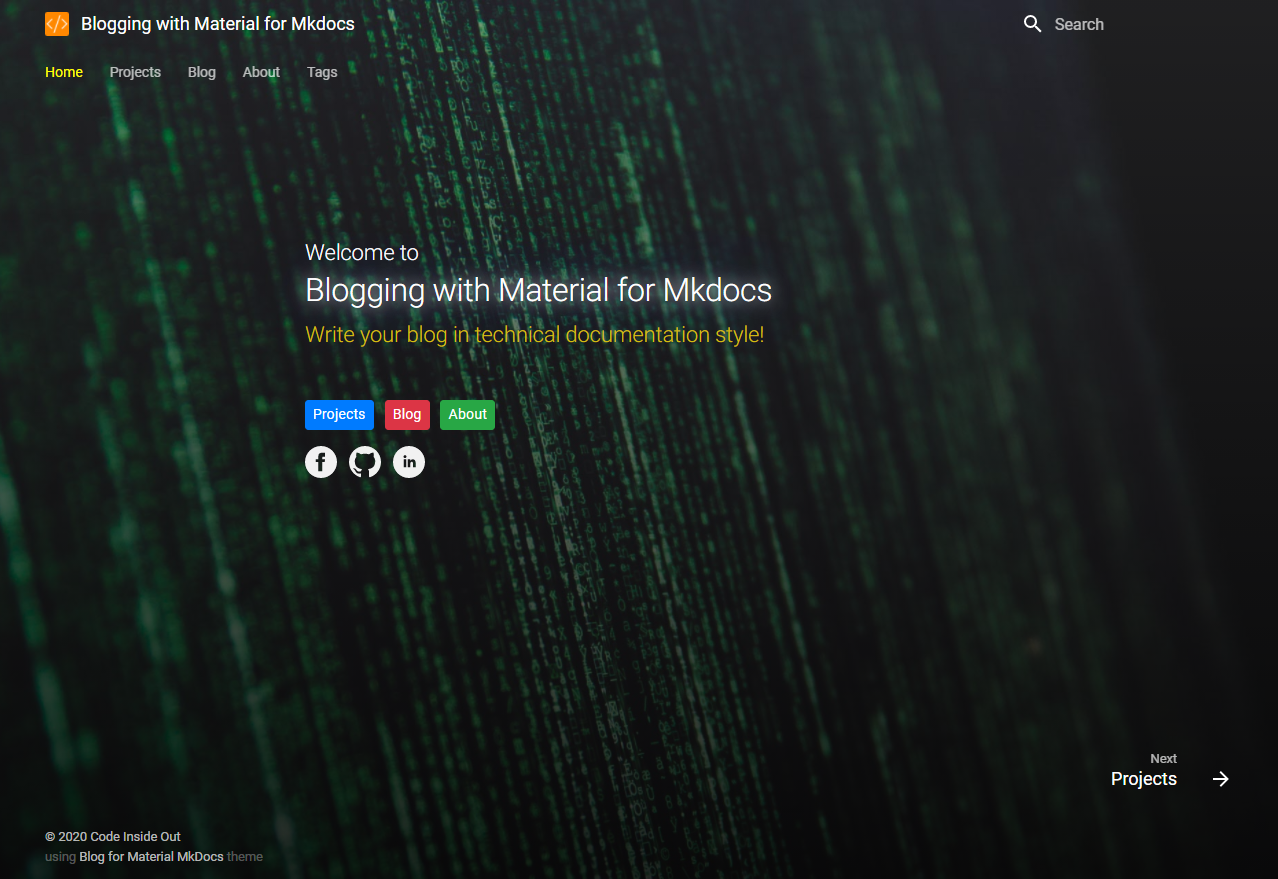 </> Blogging with Material for Mkdocs
Search
Home Projects Blog About Tags
Welcome to
Blogging with Material for Mkdocs
Write your blog in technical documentation style!
Projects Blog About
f in
Next
Projects
© 2020 Code Inside Out
using Blog for Material MkDocs theme